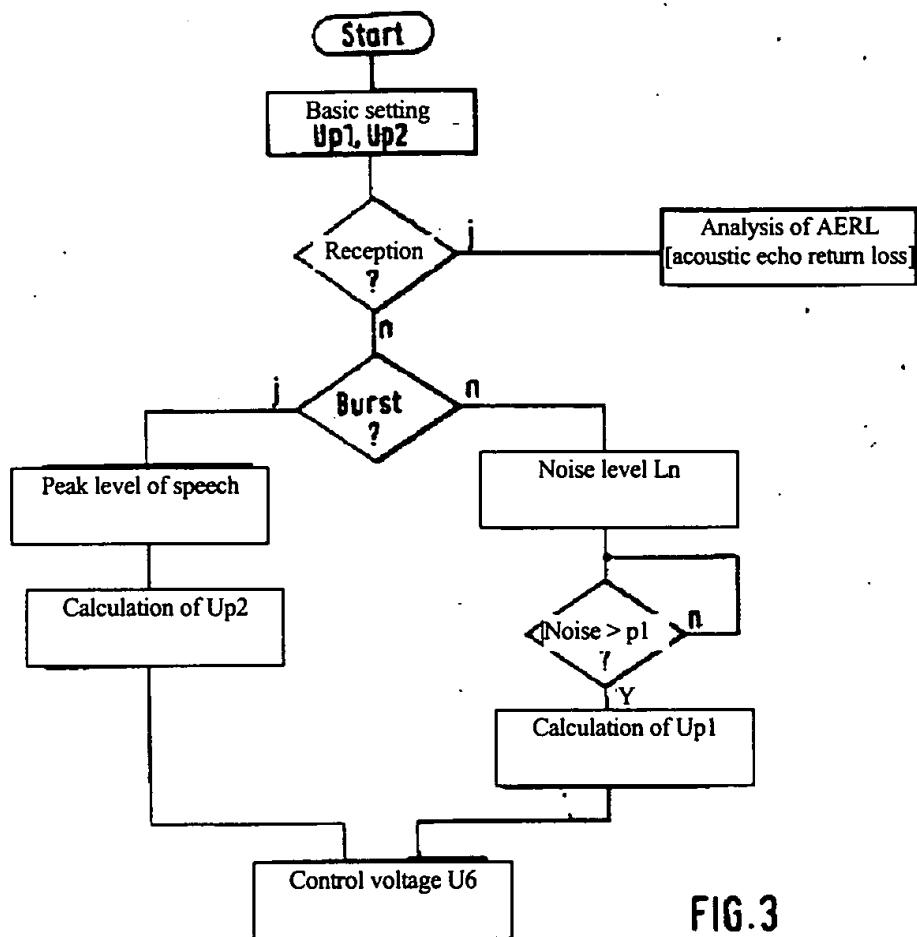 Start
Basic setting
Up1, Up2
Reception
?
j
Analysis of AERL
[acoustic echo return loss]
n
j
Burst
?
n
Peak level of speech
Noise level Ln
Calculation of Up2
Noise > p1
?
n
Y
Calculation of Up1
Control voltage U6
FIG.3